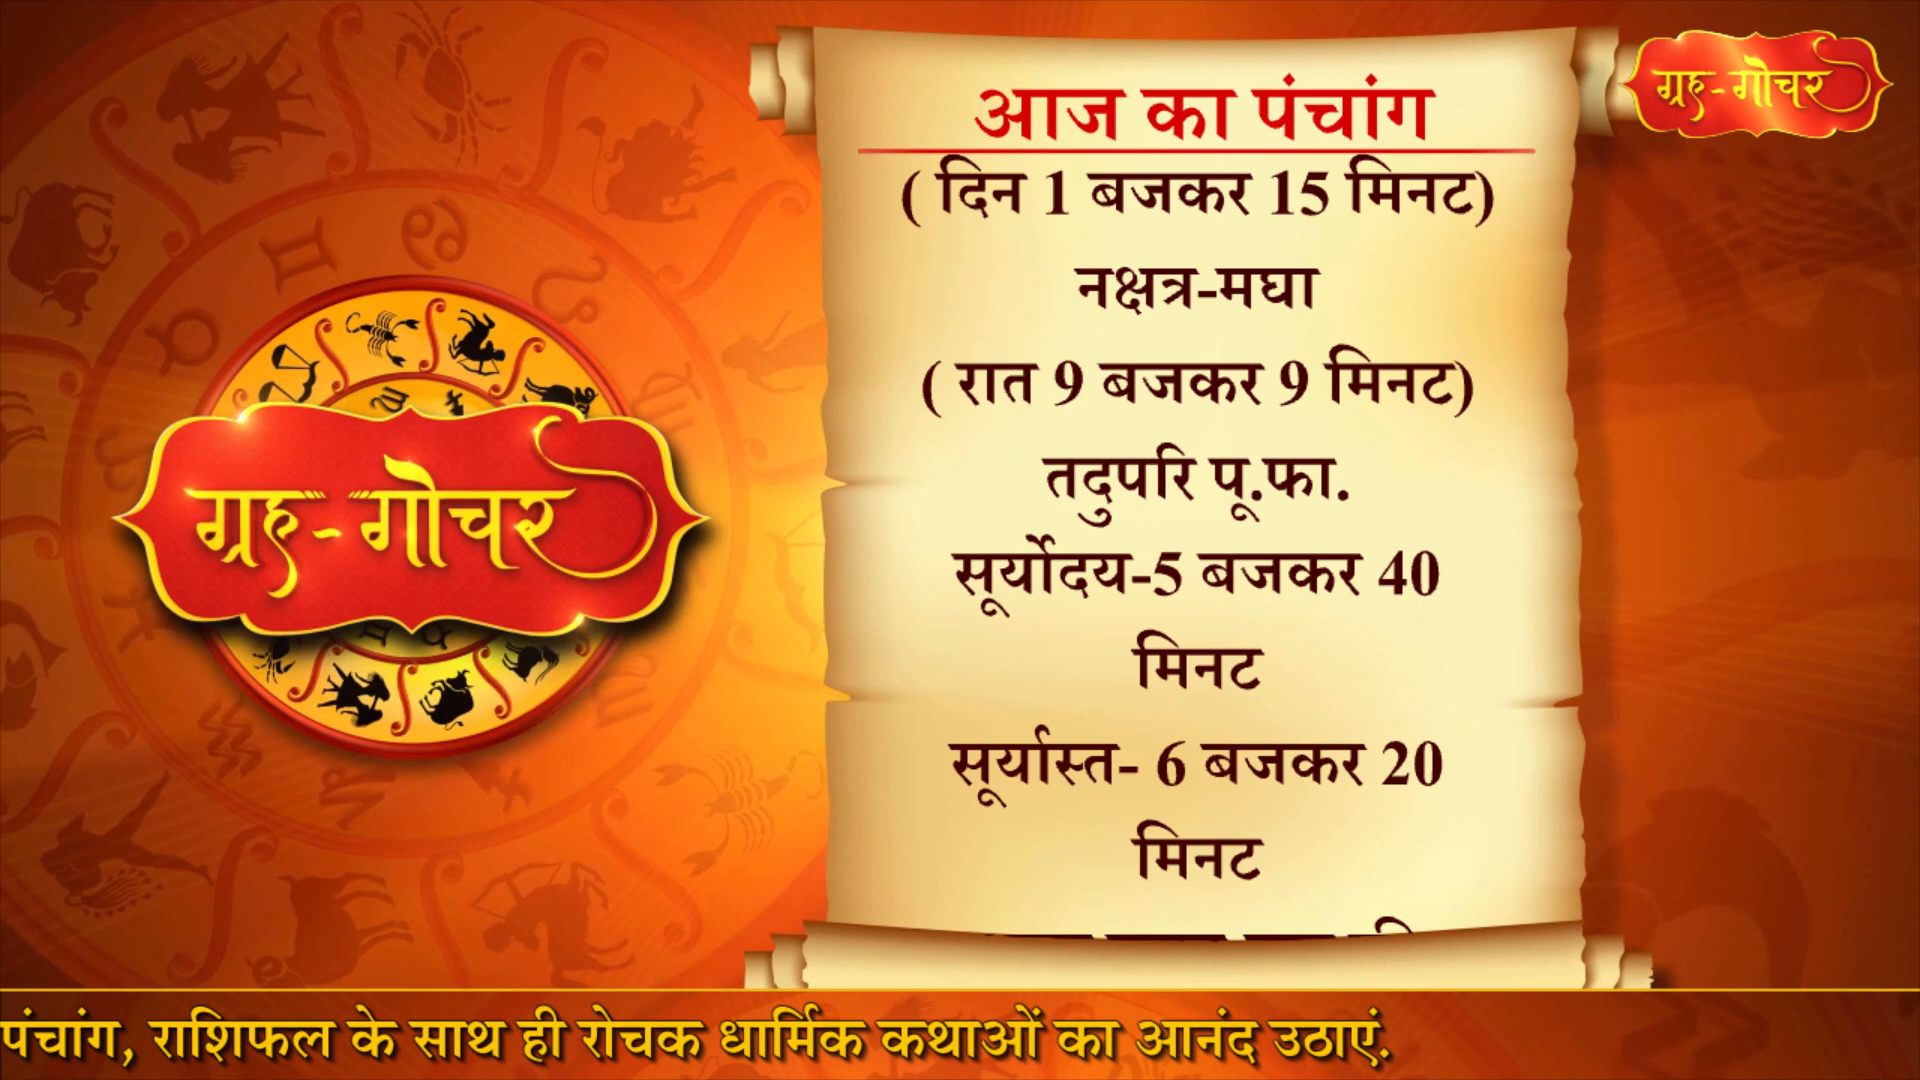 आज का पंचांग
ग्रह-गोचर
( दिन 1 बजकर 15 मिनट)
नक्षत्र-मघा
( रात 9 बजकर 9 मिनट)
तदुपरि पू.फा.
सूर्योदय-5 बजकर 40
मिनट
सूर्यास्त- 6 बजकर 20
मिनट
ग्रह-गोचर
पंचांग, राशिफल के साथ ही रोचक धार्मिक कथाओं का आनंद उठाएं.